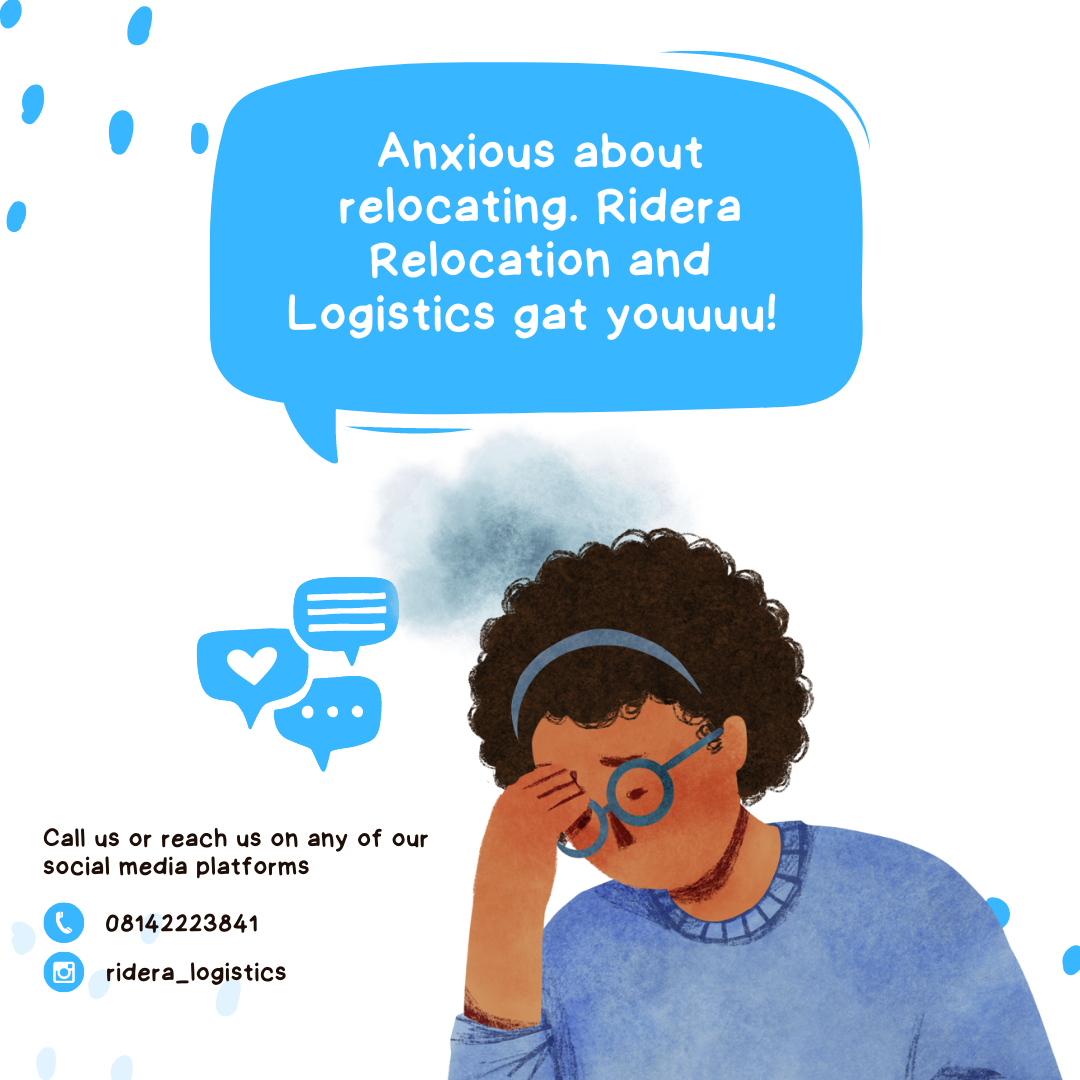 Anxious about
relocating. Ridera
Relocation and
Logistics gat youuuu!
Call us or reach us on any of our
social media platforms
08142223841
ridera_logistics